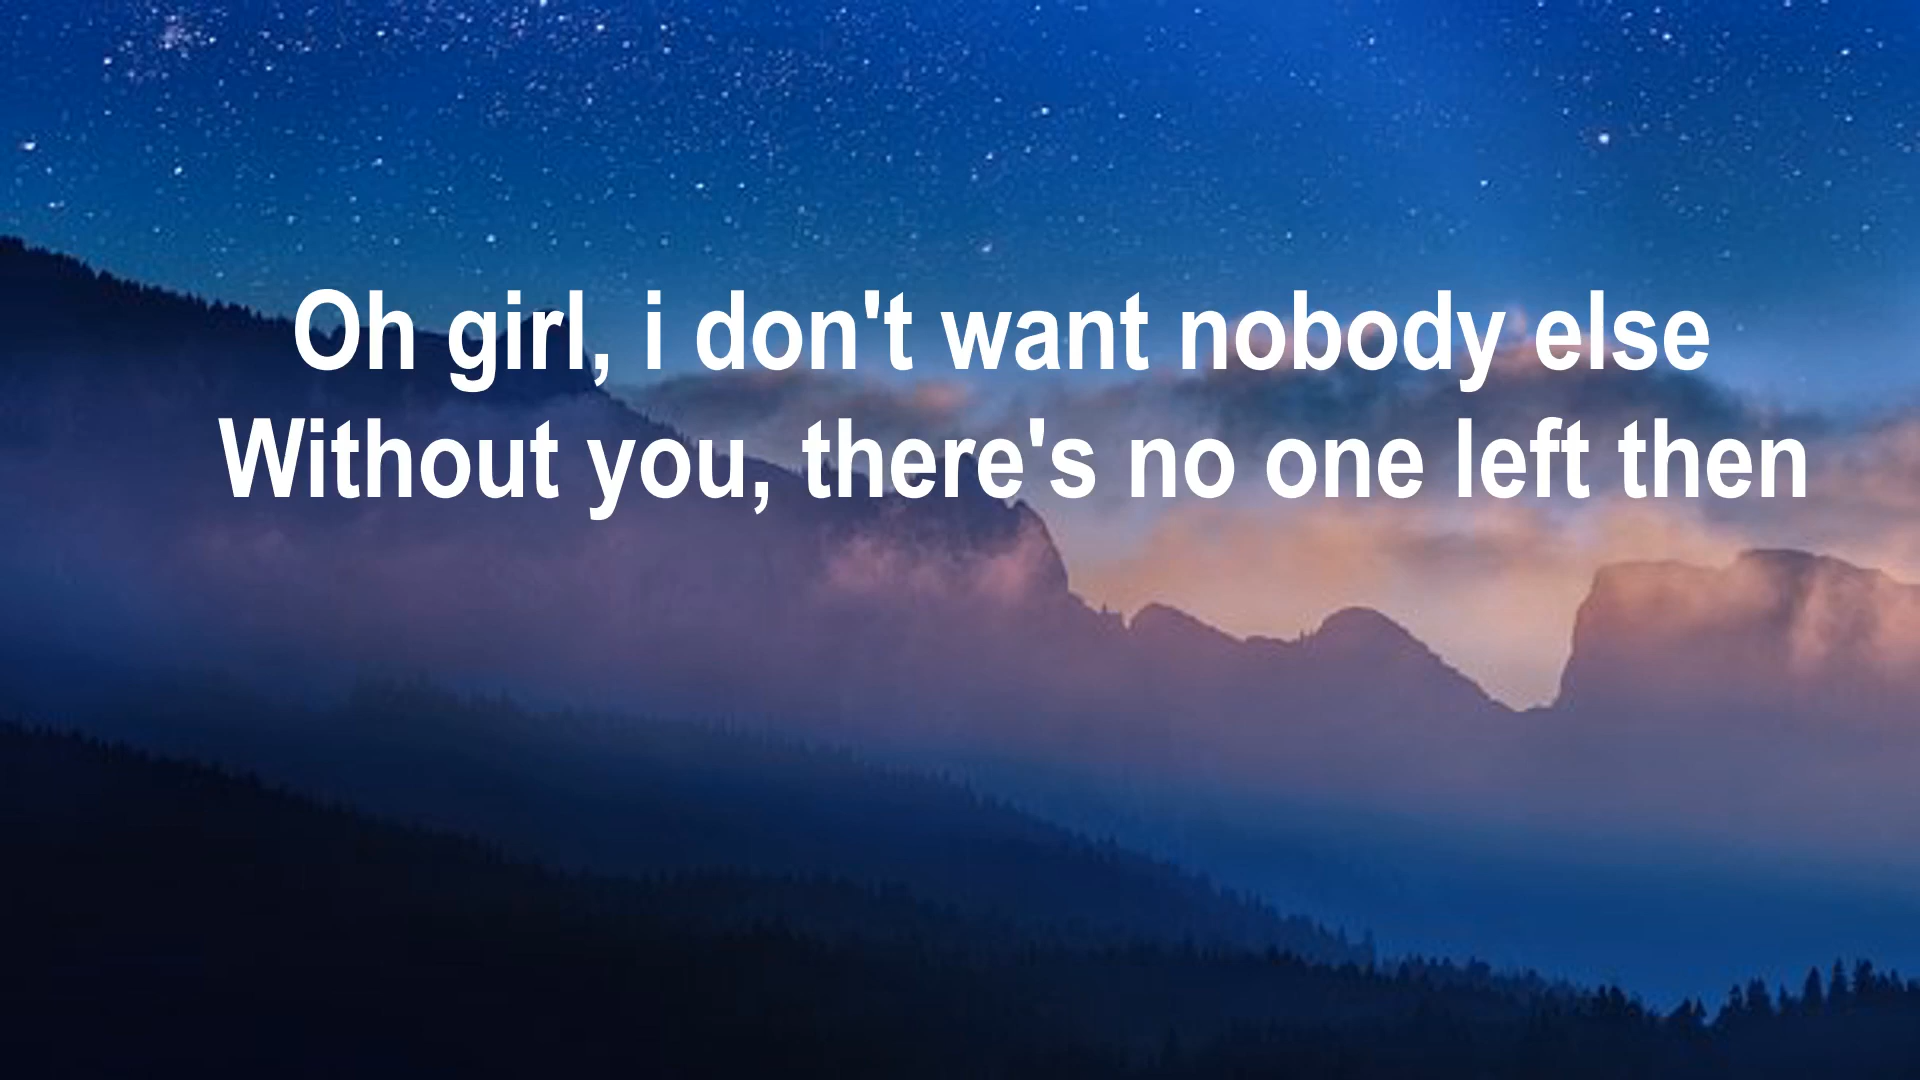 Oh girl, i don't want nobody else
Without you, there's no one left then